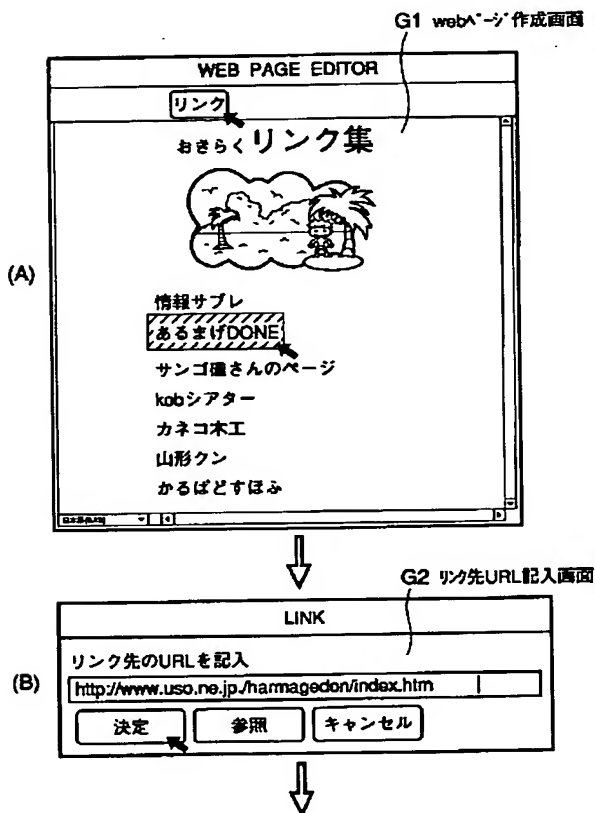 G1 webページ作成画面
WEB PAGE EDITOR
リンク
おきらくリンク集
(A)
情報サブレ
あるまげDONE
サンゴ礁さんのページ
kobシアター
カネコ木工
山形クン
かるばどすほふ
G2 リンク先URL記入画面
LINK
(B)
リンク先のURLを記入
http://www.uso.ne.jp./harmagedon/index.htm
決定 参照 キャンセル